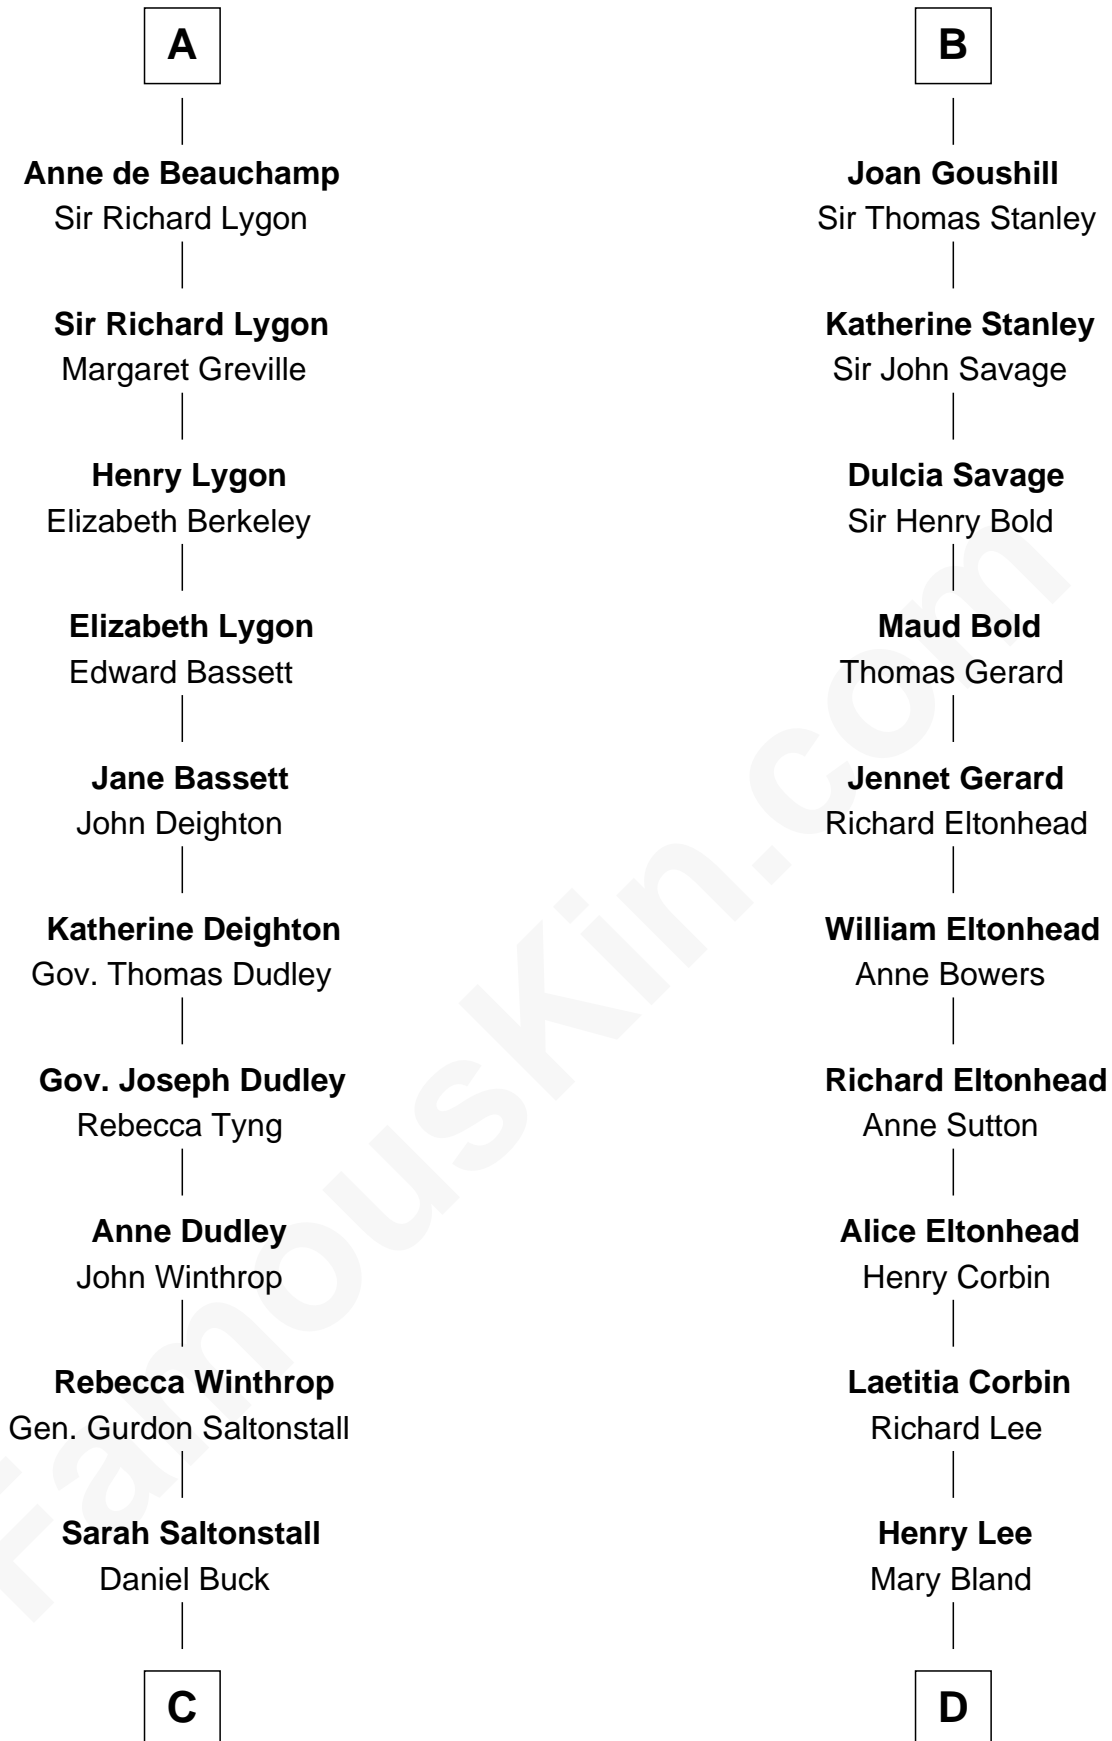 A
Anne de Beauchamp
Sir Richard Lygon
Sir Richard Lygon
Margaret Greville
Henry Lygon
Elizabeth Berkeley
Elizabeth Lygon
Edward Bassett
Jane Bassett
John Deighton
Katherine Deighton
Gov. Thomas Dudley
Gov. Joseph Dudley
Rebecca Tyng
Anne Dudley
John Winthrop
Rebecca Winthrop
Gen. Gurdon Saltonstall
Sarah Saltonstall
Daniel Buck
C
B
Joan Goushill
Sir Thomas Stanley
Katherine Stanley
Sir John Savage
Dulcia Savage
Sir Henry Bold
Maud Bold
Thomas Gerard
Jennet Gerard
Richard Eltonhead
William Eltonhead
Anne Bowers
Richard Eltonhead
Anne Sutton
Alice Eltonhead
Henry Corbin
Laetitia Corbin
Richard Lee
Henry Lee
Mary Bland
D
FamousKin.com